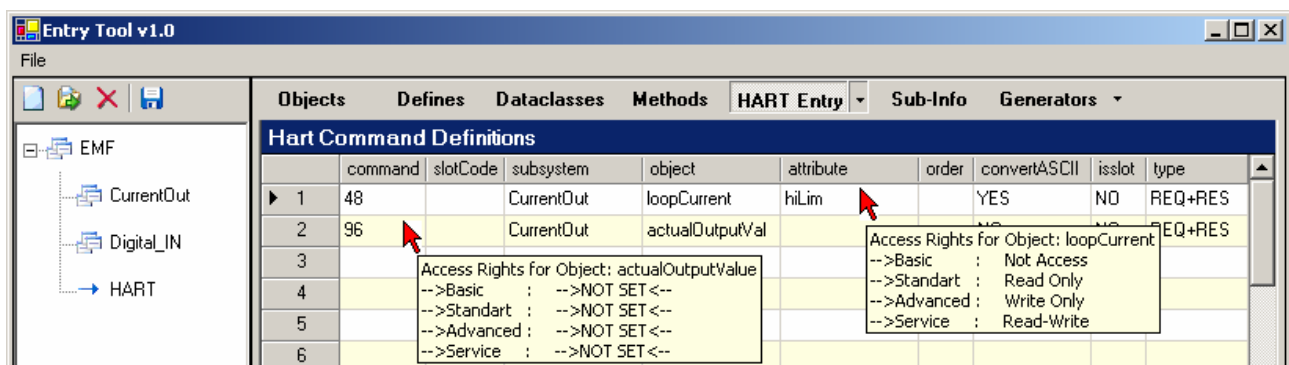 Entry Tool v1.0
File
Objects Defines Dataclasses Methods HART Entry Sub-Info Generators
EMF
CurrentOut
Digital_IN
HART
Hart Command Definitions
command slotCode subsystem object attribute order convertASCII isslot type
1 48 CurrentOut loopCurrent hiLim YES NO REQ+RES
2 96 CurrentOut actualOutputVal REQ+RES
3
4
5
6
Access Rights for Object: actualOutputValue
-->Basic : -->NOT SET<--
-->Standart : -->NOT SET<--
-->Advanced : -->NOT SET<--
-->Service : -->NOT SET<--
Access Rights for Object: loopCurrent
-->Basic : Not Access
-->Standart : Read Only
-->Advanced : Write Only
-->Service : Read-Write